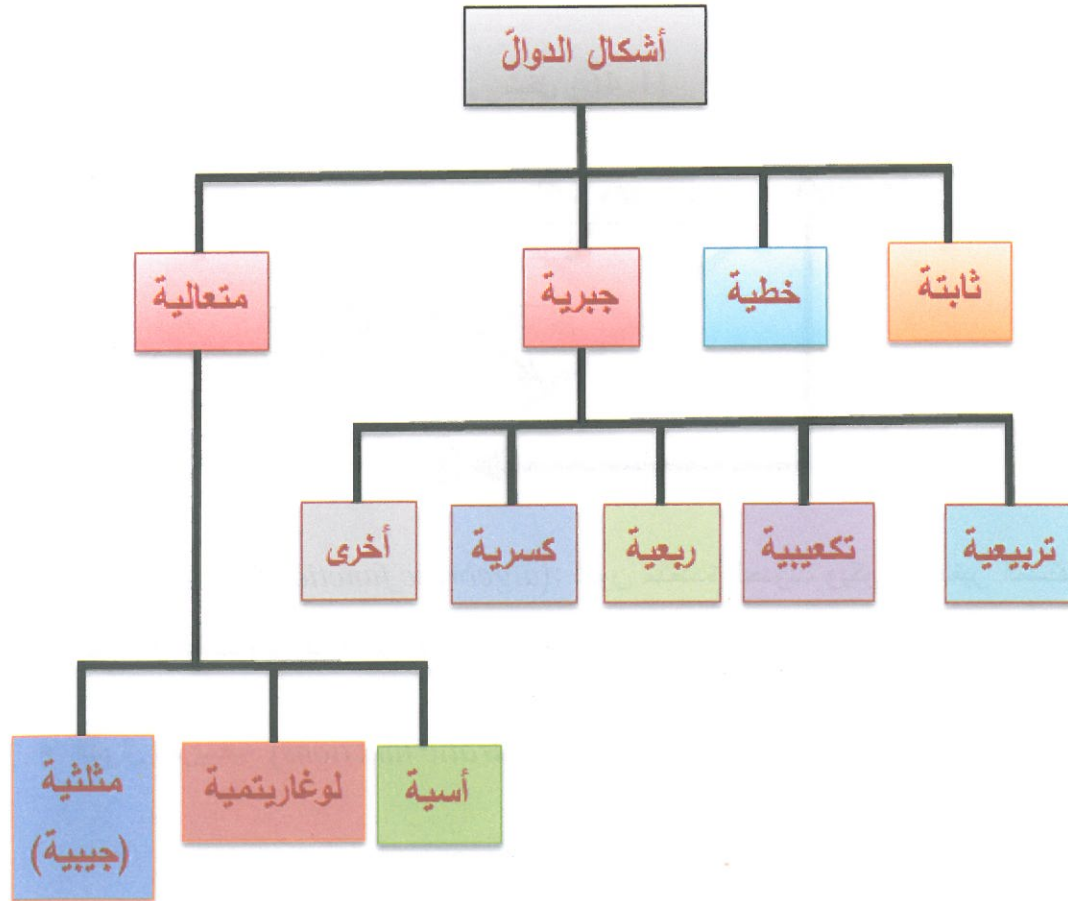 أشكال الدوالّ
ثابتة
خطية
جبرية
متعالية
تربيعية
تكعيبية
ربعية
كسرية
أخرى
أسية
لوغاريتمية
مثلثية
(جيبية)